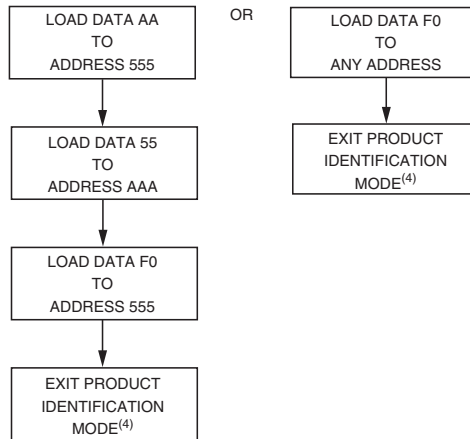 LOAD DATA AA
TO
ADDRESS 555
LOAD DATA 55
TO
ADDRESS AAA
LOAD DATA F0
TO
ADDRESS 555
EXIT PRODUCT
IDENTIFICATION
MODE(4)
OR
LOAD DATA F0
TO
ANY ADDRESS
EXIT PRODUCT
IDENTIFICATION
MODE(4)